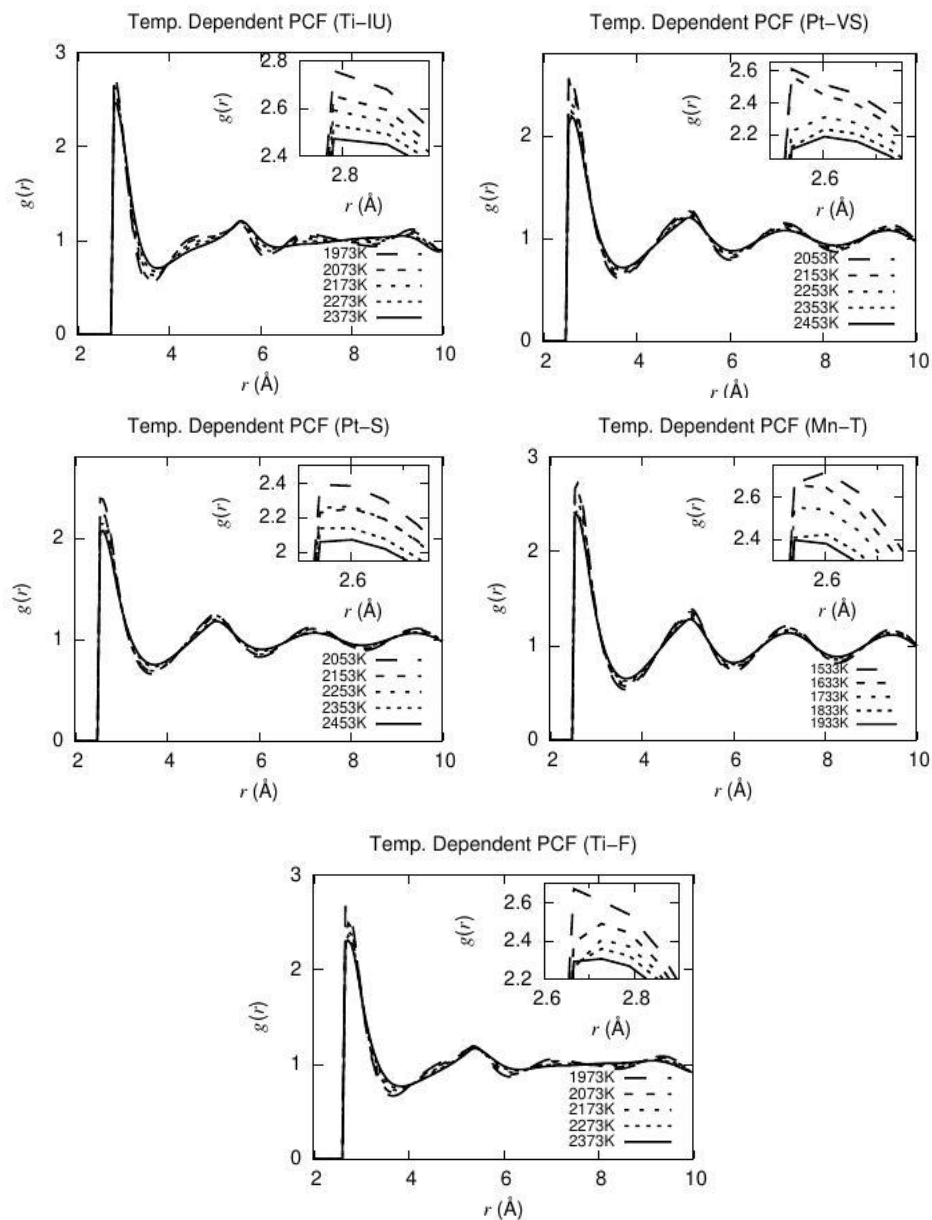 Temp. Dependent PCF (Ti−IU)
3
2
1
0
g(r)
2 4 6 8 10
r (Å)
2.8
2.6
2.4
g(r)
2.8
r (Å)
1973K
2073K
2173K
2273K
2373K
Temp. Dependent PCF (Pt−VS)
2
1
0
g(r)
2 4 6 8 10
r (Å)
2.6
2.4
2.2
g(r)
2.6
r (Å)
2053K
2153K
2253K
2353K
2453K
Temp. Dependent PCF (Pt−S)
2
1
0
g(r)
2 4 6 8 10
r (Å)
2.4
2.2
2
g(r)
2.6
r (Å)
2053K
2153K
2253K
2353K
2453K
Temp. Dependent PCF (Mn−T)
3
2
1
0
g(r)
2 4 6 8 10
r (Å)
2.6
2.4
g(r)
2.6
r (Å)
1533K
1633K
1733K
1833K
1933K
Temp. Dependent PCF (Ti−F)
3
2
1
0
g(r)
2 4 6 8 10
r (Å)
2.6
2.4
2.2
g(r)
2.6 2.8
r (Å)
1973K
2073K
2173K
2273K
2373K